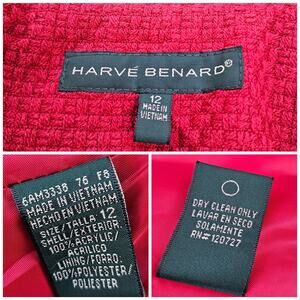 HARVÉ BENARD®
12
MADE IN
VIETNAM
6AM3338 76 F6
MADE IN VIETNAM
HECHO EN VIETNAM
SIZE/TALLA 12
SHELL/EXTERIOR:
100% ACRYLIC/
ACRILICO
LINING/FORRO:
100% POLYESTER/
POLIESTER
DRY CLEAN ONLY
LAVAR EN SECO
SOLAMENTE
RN#120727